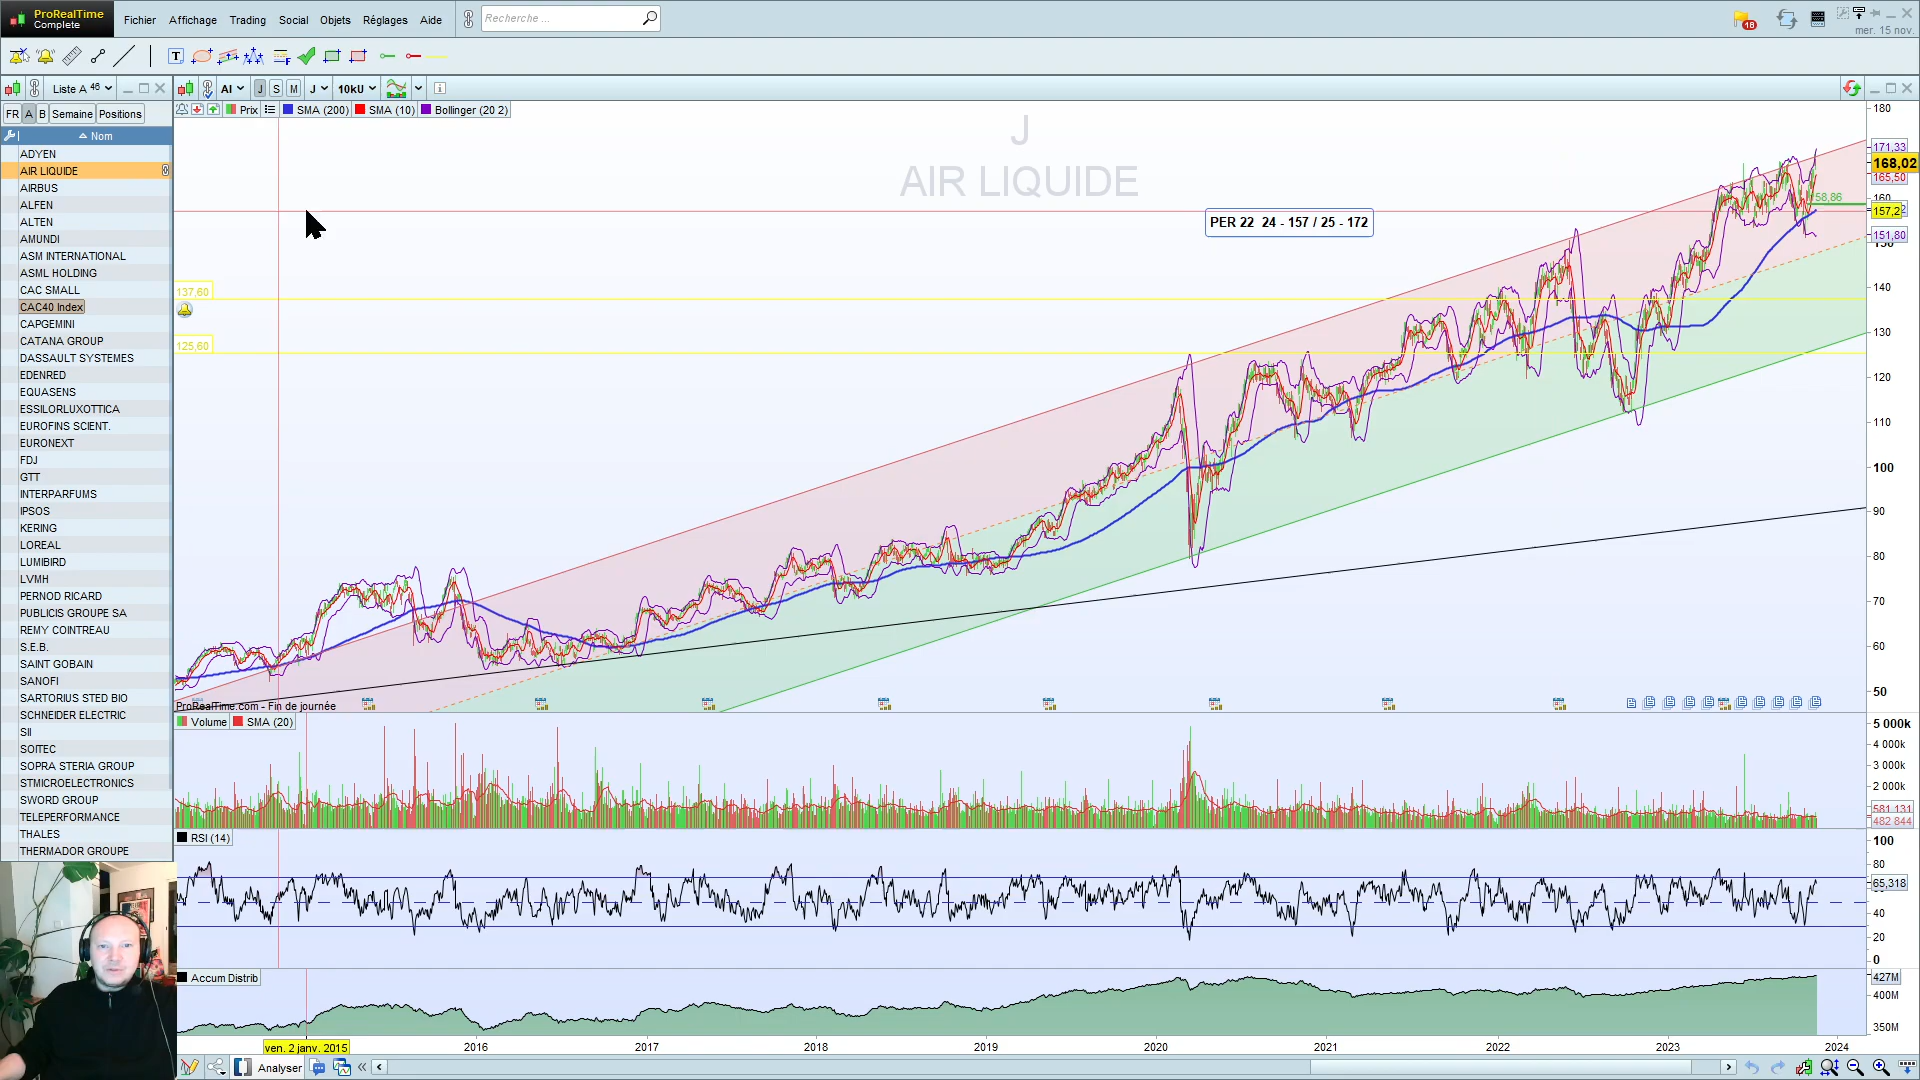 ProRealTime
Complete
Fichier Affichage Trading Social Objets Réglages Aide
Recherche ...
18
mer. 15 nov.
Liste A 46
AI J S M J 10kU
FR A B Semaine Positions
Prix SMA (200) SMA (10) Bollinger (20 2)
Nom
ADYEN
AIR LIQUIDE
AIRBUS
ALFEN
ALTEN
AMUNDI
ASM INTERNATIONAL
ASML HOLDING
CAC SMALL
CAC40 Index
CAPGEMINI
CATANA GROUP
DASSAULT SYSTEMES
EDENRED
EQUASENS
ESSILORLUXOTTICA
EUROFINS SCIENT.
EURONEXT
FDJ
GTT
INTERPARFUMS
IPSOS
KERING
LOREAL
LUMIBIRD
LVMH
PERNOD RICARD
PUBLICIS GROUPE SA
REMY COINTREAU
S.E.B.
SAINT GOBAIN
SANOFI
SARTORIUS STED BIO
SCHNEIDER ELECTRIC
SII
SOITEC
SOPRA STERIA GROUP
STMICROELECTRONICS
SWORD GROUP
TELEPERFORMANCE
THALES
THERMADOR GROUPE
J
AIR LIQUIDE
PER 22 24 - 157 / 25 - 172
137,60
125,60
58,86
180
171,33
168,02
165,50
160
157,2
151,80
150
140
130
120
110
100
90
80
70
60
50
ProRealTime.com - Fin de journée
Volume SMA (20)
5 000k
4 000k
3 000k
2 000k
581 131
482 844
RSI (14)
100
80
65,318
40
20
0
Accum Distrib
427M
400M
350M
ven. 2 janv. 2015 2016 2017 2018 2019 2020 2021 2022 2023 2024
Analyser